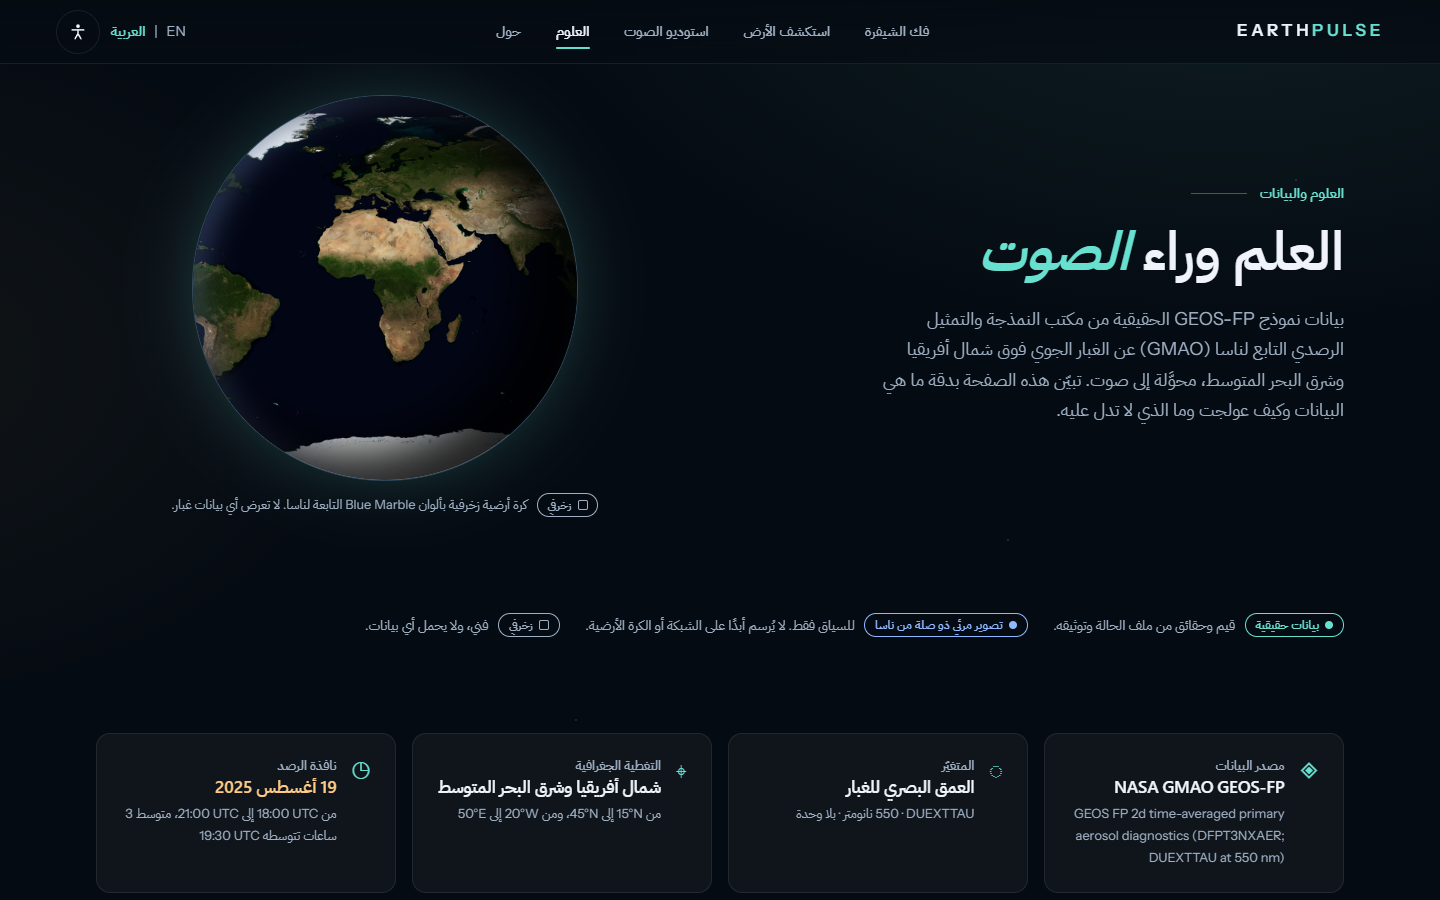 EARTHPULSE
فك الشيفرة
استكشف الأرض
استوديو الصوت
العلوم
حول
EN | العربية
العلوم والبيانات
العلم وراء الصوت
بيانات نموذج GEOS-FP الحقيقية من مكتب النمذجة والتمثيل
الرصدي التابع لناسا (GMAO) عن الغبار الجوي فوق شمال أفريقيا
وشرق البحر المتوسط، محوَّلة إلى صوت. تبيّن هذه الصفحة بدقة ما هي
البيانات وكيف عولجت وما الذي لا تدل عليه.
زخرفي
كرة أرضية زخرفية بألوان Blue Marble التابعة لناسا. لا تعرض أي بيانات غبار.
بيانات حقيقية
قيم وحقائق من ملف الحالة وتوثيقه.
تصوير مرئي ذو صلة من ناسا
للسياق فقط. لا يُرسم أبدًا على الشبكة أو الكرة الأرضية.
زخرفي
فني، ولا يحمل أي بيانات.
مصدر البيانات
NASA GMAO GEOS-FP
GEOS FP 2d time-averaged primary
aerosol diagnostics (DFPT3NXAER;
DUEXTTAU at 550 nm)
المتغيّر
العمق البصري للغبار
DUEXTTAU · 550 نانومتر · بلا وحدة
التغطية الجغرافية
شمال أفريقيا وشرق البحر المتوسط
من 15°N إلى 45°N، ومن 20°W إلى 50°E
نافذة الرصد
19 أغسطس 2025
من 18:00 UTC إلى 21:00 UTC، متوسط 3
ساعات تتوسطه 19:30 UTC